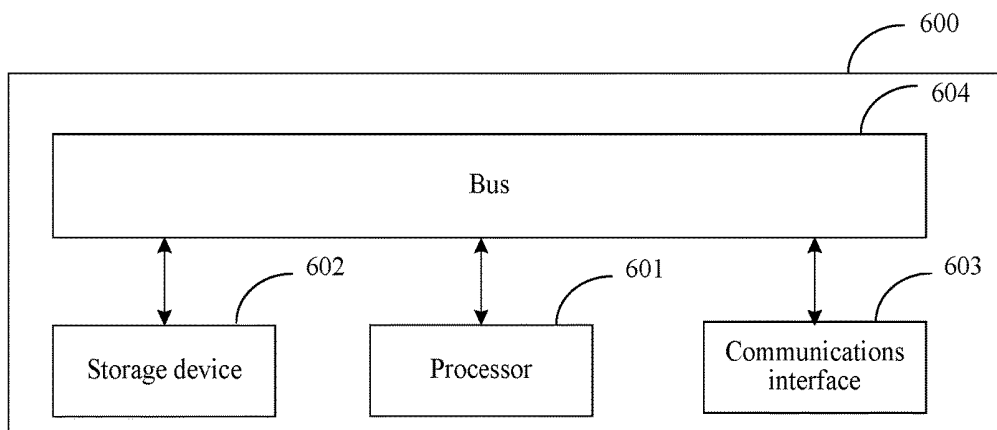 600
604
Bus
602
601
603
Storage device
Processor
Communications
interface